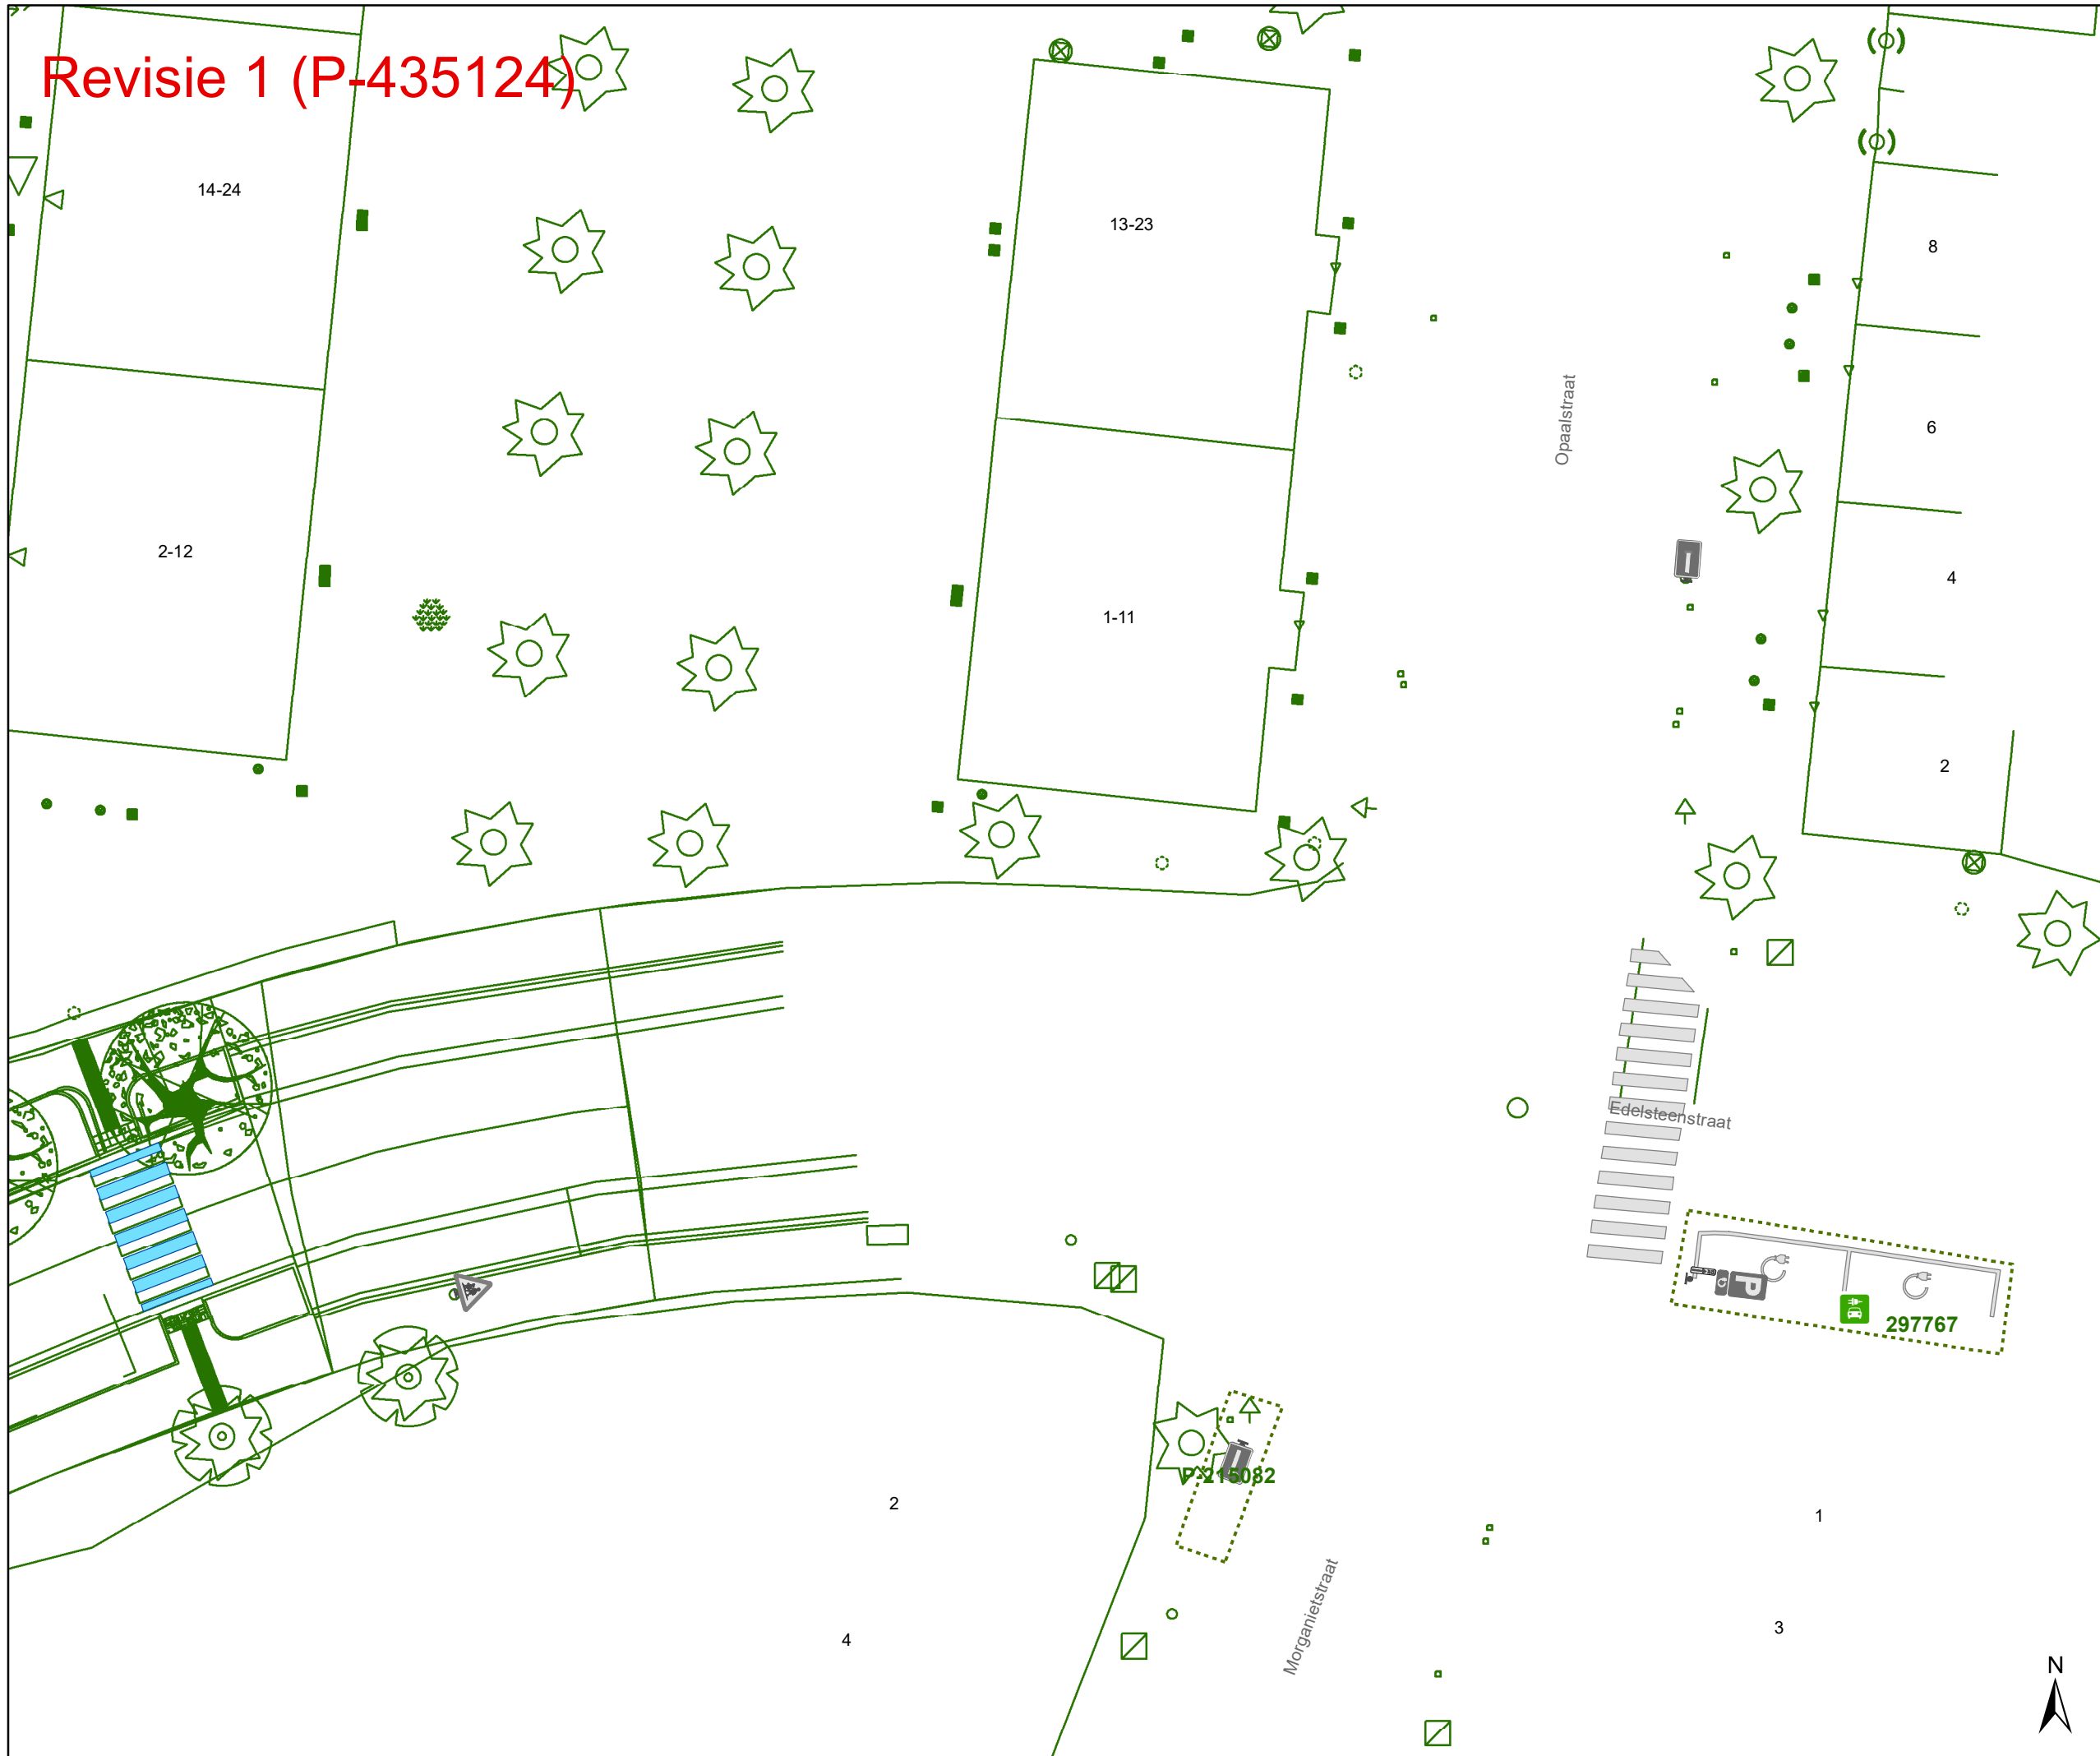 Revisie 1 (P-435124)
14-24
13-23
8
6
Opaalstraat
2-12
4
1-11
2
Edelsteenstraat
P
297767
P-215082
2
1
Morganietstraat
3
4
N